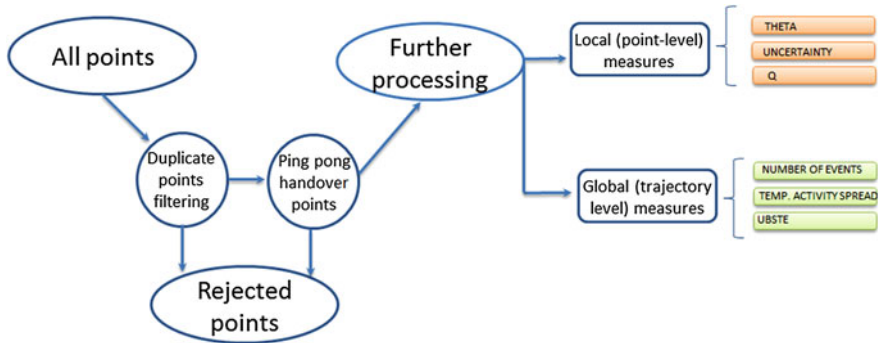 All points
Duplicate
points
filtering
Ping pong
handover
points
Rejected
points
Further
processing
Local (point-level)
measures
THETA
UNCERTAINTY
Q
Global (trajectory
level) measures
NUMBER OF EVENTS
TEMP. ACTIVITY SPREAD
UBSTE